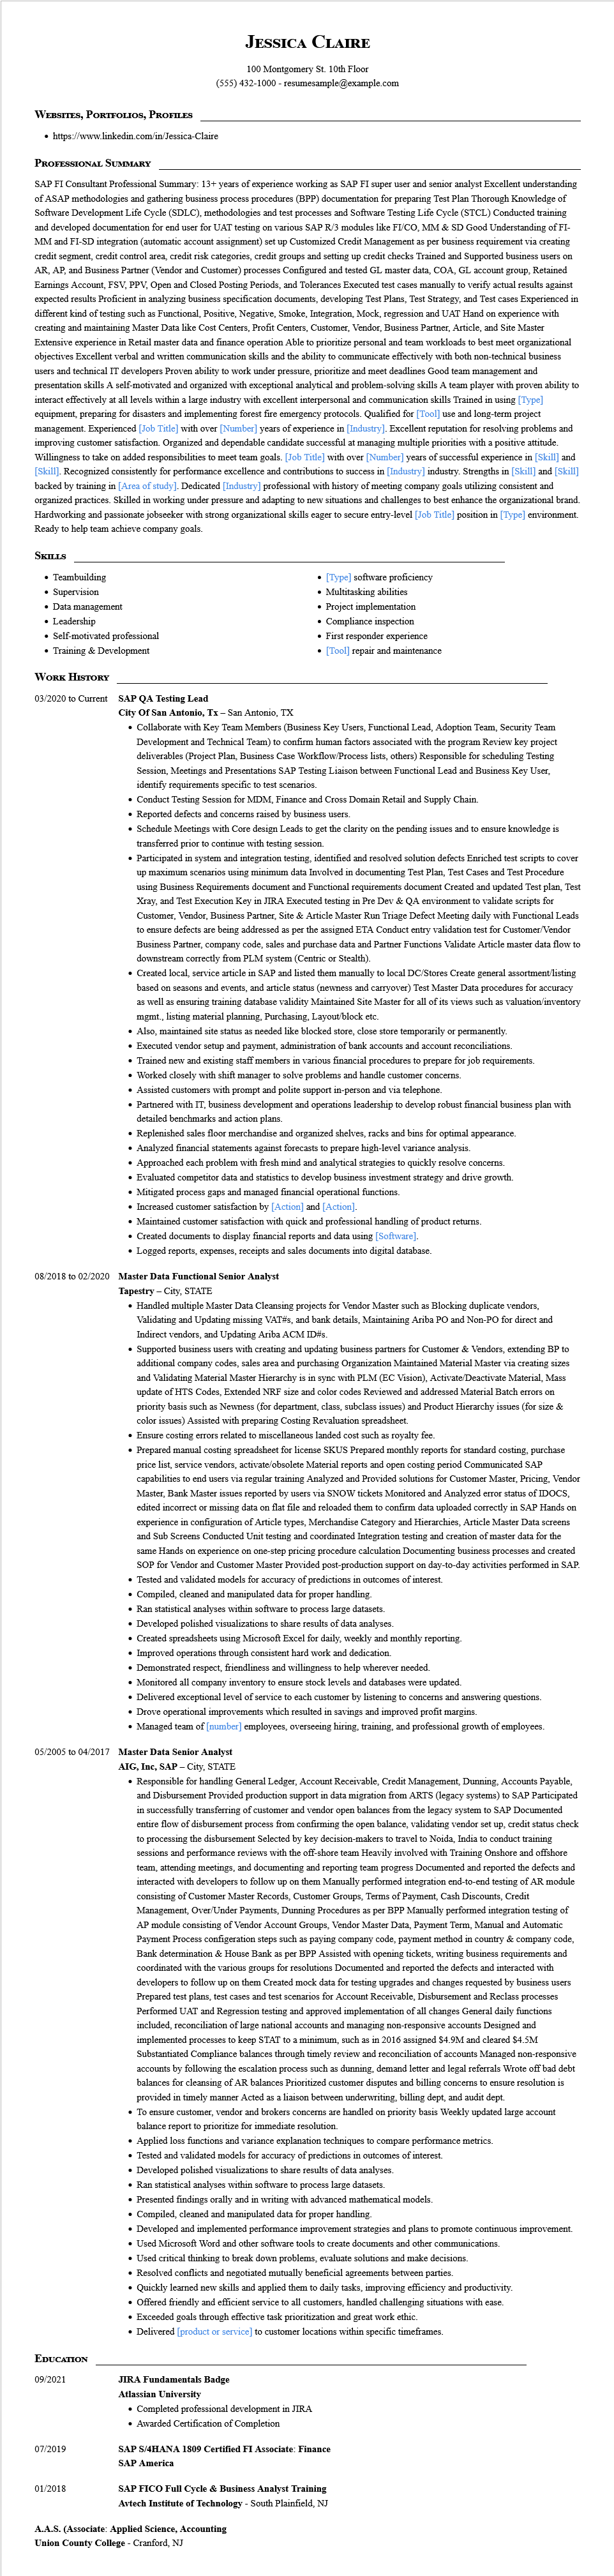 Jessica Claire
100 Montgomery St. 10th Floor
(555) 432-1000 - resumesample@example.com
Websites, Portfolios, Profiles
• https://www.linkedin.com/in/Jessica-Claire
Professional Summary
SAP FI Consultant Professional Summary: 13+ years of experience working as SAP FI super user and senior analyst Excellent understanding
of ASAP methodologies and gathering business process procedures (BPP) documentation for preparing Test Plan Thorough Knowledge of
Software Development Life Cycle (SDLC), methodologies and test processes and Software Testing Life Cycle (STCL) Conducted training
and developed documentation for end user for UAT testing on various SAP R/3 modules like FI/CO, MM & SD Good Understanding of FI-
MM and FI-SD integration (automatic account assignment) set up Customized Credit Management as per business requirement via creating
credit segment, credit control area, credit risk categories, credit groups and setting up credit checks Trained and Supported business users on
AR, AP, and Business Partner (Vendor and Customer) processes Configured and tested GL master data, COA, GL account group, Retained
Earnings Account, FSV, PPV, Open and Closed Posting Periods, and Tolerances Executed test cases manually to verify actual results against
expected results Proficient in analyzing business specification documents, developing Test Plans, Test Strategy, and Test cases Experienced in
different kind of testing such as Functional, Positive, Negative, Smoke, Integration, Mock, regression and UAT Hand on experience with
creating and maintaining Master Data like Cost Centers, Profit Centers, Customer, Vendor, Business Partner, Article, and Site Master
Extensive experience in Retail master data and finance operation Able to prioritize personal and team workloads to best meet organizational
objectives Excellent verbal and written communication skills and the ability to communicate effectively with both non-technical business
users and technical IT developers Proven ability to work under pressure, prioritize and meet deadlines Good team management and
presentation skills A self-motivated and organized with exceptional analytical and problem-solving skills A team player with proven ability to
interact effectively at all levels within a large industry with excellent interpersonal and communication skills Trained in using [Type]
equipment, preparing for disasters and implementing forest fire emergency protocols. Qualified for [Tool] use and long-term project
management. Experienced [Job Title] with over [Number] years of experience in [Industry]. Excellent reputation for resolving problems and
improving customer satisfaction. Organized and dependable candidate successful at managing multiple priorities with a positive attitude.
Willingness to take on added responsibilities to meet team goals. [Job Title] with over [Number] years of successful experience in [Skill] and
[Skill]. Recognized consistently for performance excellence and contributions to success in [Industry] industry. Strengths in [Skill] and [Skill]
backed by training in [Area of study]. Dedicated [Industry] professional with history of meeting company goals utilizing consistent and
organized practices. Skilled in working under pressure and adapting to new situations and challenges to best enhance the organizational brand.
Hardworking and passionate jobseeker with strong organizational skills eager to secure entry-level [Job Title] position in [Type] environment.
Ready to help team achieve company goals.
Skills
• Teambuilding
• Supervision
• Data management
• Leadership
• Self-motivated professional
• Training & Development
• [Type] software proficiency
• Multitasking abilities
• Project implementation
• Compliance inspection
• First responder experience
• [Tool] repair and maintenance
Work History
03/2020 to Current SAP QA Testing Lead
City Of San Antonio, Tx – San Antonio, TX
• Collaborate with Key Team Members (Business Key Users, Functional Lead, Adoption Team, Security Team
Development and Technical Team) to confirm human factors associated with the program Review key project
deliverables (Project Plan, Business Case Workflow/Process lists, others) Responsible for scheduling Testing
Session, Meetings and Presentations SAP Testing Liaison between Functional Lead and Business Key User,
identify requirements specific to test scenarios.
• Conduct Testing Session for MDM, Finance and Cross Domain Retail and Supply Chain.
• Reported defects and concerns raised by business users.
• Schedule Meetings with Core design Leads to get the clarity on the pending issues and to ensure knowledge is
transferred prior to continue with testing session.
• Participated in system and integration testing, identified and resolved solution defects Enriched test scripts to cover
up maximum scenarios using minimum data Involved in documenting Test Plan, Test Cases and Test Procedure
using Business Requirements document and Functional requirements document Created and updated Test plan, Test
Xray, and Test Execution Key in JIRA Executed testing in Pre Dev & QA environment to validate scripts for
Customer, Vendor, Business Partner, Site & Article Master Run Triage Defect Meeting daily with Functional Leads
to ensure defects are being addressed as per the assigned ETA Conduct entry validation test for Customer/Vendor
Business Partner, company code, sales and purchase data and Partner Functions Validate Article master data flow to
downstream correctly from PLM system (Centric or Stealth).
• Created local, service article in SAP and listed them manually to local DC/Stores Create general assortment/listing
based on seasons and events, and article status (newness and carryover) Test Master Data procedures for accuracy
as well as ensuring training database validity Maintained Site Master for all of its views such as valuation/inventory
mgmt., listing material planning, Purchasing, Layout/block etc.
• Also, maintained site status as needed like blocked store, close store temporarily or permanently.
• Executed vendor setup and payment, administration of bank accounts and account reconciliations.
• Trained new and existing staff members in various financial procedures to prepare for job requirements.
• Worked closely with shift manager to solve problems and handle customer concerns.
• Assisted customers with prompt and polite support in-person and via telephone.
• Partnered with IT, business development and operations leadership to develop robust financial business plan with
detailed benchmarks and action plans.
• Replenished sales floor merchandise and organized shelves, racks and bins for optimal appearance.
• Analyzed financial statements against forecasts to prepare high-level variance analysis.
• Approached each problem with fresh mind and analytical strategies to quickly resolve concerns.
• Evaluated competitor data and statistics to develop business investment strategy and drive growth.
• Mitigated process gaps and managed financial operational functions.
• Increased customer satisfaction by [Action] and [Action].
• Maintained customer satisfaction with quick and professional handling of product returns.
• Created documents to display financial reports and data using [Software].
• Logged reports, expenses, receipts and sales documents into digital database.
08/2018 to 02/2020 Master Data Functional Senior Analyst
Tapestry – City, STATE
• Handled multiple Master Data Cleansing projects for Vendor Master such as Blocking duplicate vendors,
Validating and Updating missing VAT#s, and bank details, Maintaining Ariba PO and Non-PO for direct and
Indirect vendors, and Updating Ariba ACM ID#s.
• Supported business users with creating and updating business partners for Customer & Vendors, extending BP to
additional company codes, sales area and purchasing Organization Maintained Material Master via creating sizes
and Validating Material Master Hierarchy is in sync with PLM (EC Vision), Activate/Deactivate Material, Mass
update of HTS Codes, Extended NRF size and color codes Reviewed and addressed Material Batch errors on
priority basis such as Newness (for department, class, subclass issues) and Product Hierarchy issues (for size &
color issues) Assisted with preparing Costing Revaluation spreadsheet.
• Ensure costing errors related to miscellaneous landed cost such as royalty fee.
• Prepared manual costing spreadsheet for license SKUS Prepared monthly reports for standard costing, purchase
price list, service vendors, activate/obsolete Material reports and open costing period Communicated SAP
capabilities to end users via regular training Analyzed and Provided solutions for Customer Master, Pricing, Vendor
Master, Bank Master issues reported by users via SNOW tickets Monitored and Analyzed error status of IDOCS,
edited incorrect or missing data on flat file and reloaded them to confirm data uploaded correctly in SAP Hands on
experience in configuration of Article types, Merchandise Category and Hierarchies, Article Master Data screens
and Sub Screens Conducted Unit testing and coordinated Integration testing and creation of master data for the
same Hands on experience on one-step pricing procedure calculation Documenting business processes and created
SOP for Vendor and Customer Master Provided post-production support on day-to-day activities performed in SAP.
• Tested and validated models for accuracy of predictions in outcomes of interest.
• Compiled, cleaned and manipulated data for proper handling.
• Ran statistical analyses within software to process large datasets.
• Developed polished visualizations to share results of data analyses.
• Created spreadsheets using Microsoft Excel for daily, weekly and monthly reporting.
• Improved operations through consistent hard work and dedication.
• Demonstrated respect, friendliness and willingness to help wherever needed.
• Monitored all company inventory to ensure stock levels and databases were updated.
• Delivered exceptional level of service to each customer by listening to concerns and answering questions.
• Drove operational improvements which resulted in savings and improved profit margins.
• Managed team of [number] employees, overseeing hiring, training, and professional growth of employees.
05/2005 to 04/2017 Master Data Senior Analyst
AIG, Inc, SAP – City, STATE
• Responsible for handling General Ledger, Account Receivable, Credit Management, Dunning, Accounts Payable,
and Disbursement Provided production support in data migration from ARTS (legacy systems) to SAP Participated
in successfully transferring of customer and vendor open balances from the legacy system to SAP Documented
entire flow of disbursement process from confirming the open balance, validating vendor set up, credit status check
to processing the disbursement Selected by key decision-makers to travel to Noida, India to conduct training
sessions and performance reviews with the off-shore team Heavily involved with Training Onshore and offshore
team, attending meetings, and documenting and reporting team progress Documented and reported the defects and
interacted with developers to follow up on them Manually performed integration end-to-end testing of AR module
consisting of Customer Master Records, Customer Groups, Terms of Payment, Cash Discounts, Credit
Management, Over/Under Payments, Dunning Procedures as per BPP Manually performed integration testing of
AP module consisting of Vendor Account Groups, Vendor Master Data, Payment Term, Manual and Automatic
Payment Process configeration steps such as paying company code, payment method in country & company code,
Bank determination & House Bank as per BPP Assisted with opening tickets, writing business requirements and
coordinated with the various groups for resolutions Documented and reported the defects and interacted with
developers to follow up on them Created mock data for testing upgrades and changes requested by business users
Prepared test plans, test cases and test scenarios for Account Receivable, Disbursement and Reclass processes
Performed UAT and Regression testing and approved implementation of all changes General daily functions
included, reconciliation of large national accounts and managing non-responsive accounts Designed and
implemented processes to keep STAT to a minimum, such as in 2016 assigned $4.9M and cleared $4.5M
Substantiated Compliance balances through timely review and reconciliation of accounts Managed non-responsive
accounts by following the escalation process such as dunning, demand letter and legal referrals Wrote off bad debt
balances for cleansing of AR balances Prioritized customer disputes and billing concerns to ensure resolution is
provided in timely manner Acted as a liaison between underwriting, billing dept, and audit dept.
• To ensure customer, vendor and brokers concerns are handled on priority basis Weekly updated large account
balance report to prioritize for immediate resolution.
• Applied loss functions and variance explanation techniques to compare performance metrics.
• Tested and validated models for accuracy of predictions in outcomes of interest.
• Developed polished visualizations to share results of data analyses.
• Ran statistical analyses within software to process large datasets.
• Presented findings orally and in writing with advanced mathematical models.
• Compiled, cleaned and manipulated data for proper handling.
• Developed and implemented performance improvement strategies and plans to promote continuous improvement.
• Used Microsoft Word and other software tools to create documents and other communications.
• Used critical thinking to break down problems, evaluate solutions and make decisions.
• Resolved conflicts and negotiated mutually beneficial agreements between parties.
• Quickly learned new skills and applied them to daily tasks, improving efficiency and productivity.
• Offered friendly and efficient service to all customers, handled challenging situations with ease.
• Exceeded goals through effective task prioritization and great work ethic.
• Delivered [product or service] to customer locations within specific timeframes.
Education
09/2021 JIRA Fundamentals Badge
Atlassian University
• Completed professional development in JIRA
• Awarded Certification of Completion
07/2019 SAP S/4HANA 1809 Certified FI Associate: Finance
SAP America
01/2018 SAP FICO Full Cycle & Business Analyst Training
Avtech Institute of Technology - South Plainfield, NJ
A.A.S. (Associate: Applied Science, Accounting
Union County College - Cranford, NJ